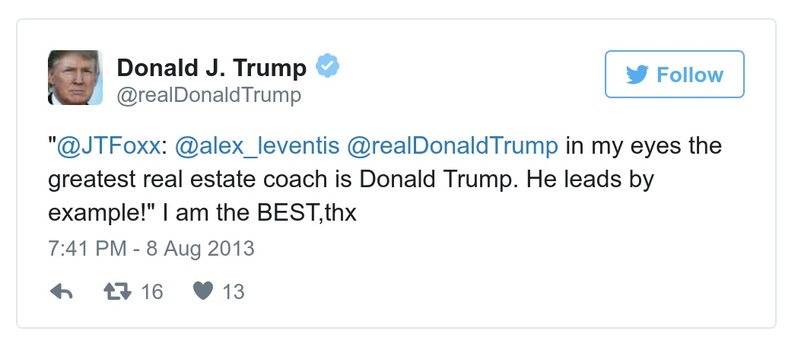 Donald J. Trump
@realDonaldTrump
Follow
"@JTFoxx: @alex_leventis @realDonaldTrump in my eyes the
greatest real estate coach is Donald Trump. He leads by
example!" I am the BEST,thx
7:41 PM - 8 Aug 2013
16 13